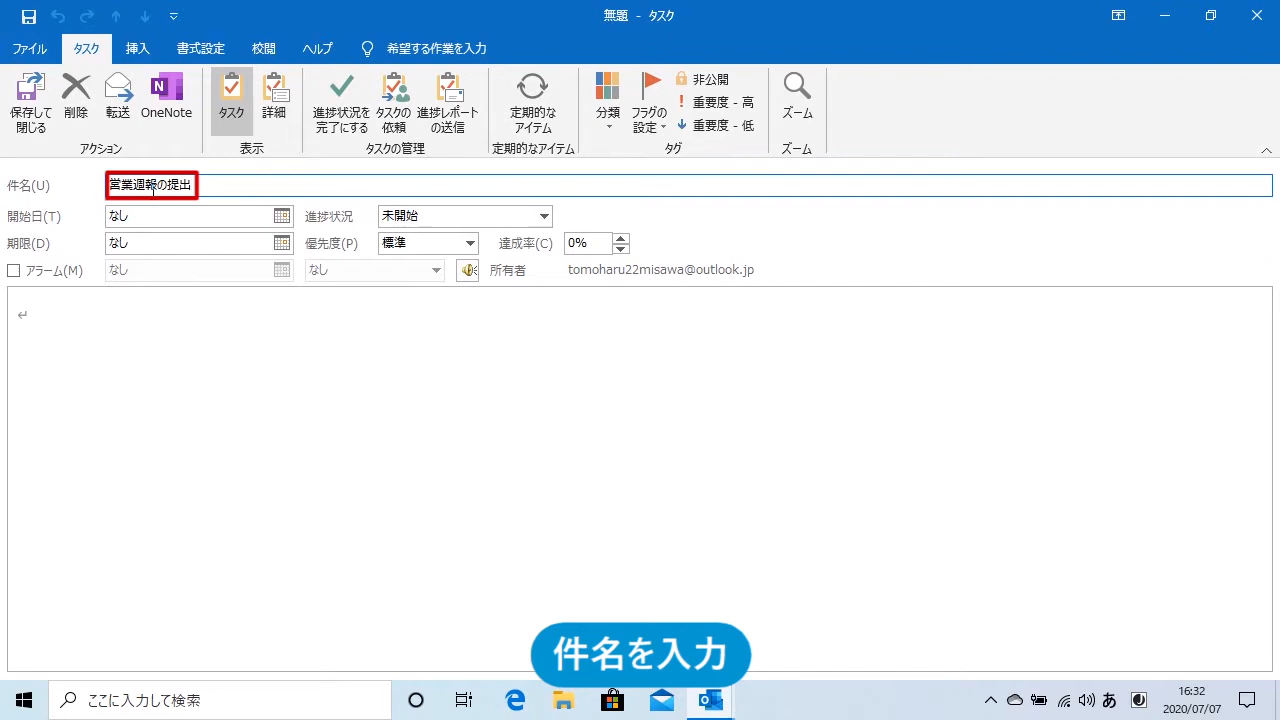 無題 - タスク
ファイル タスク 挿入 書式設定 校閲 ヘルプ 希望する作業を入力
保存して
閉じる
削除
転送
OneNote
アクション
タスク
詳細
表示
進捗状況を
完了にする
タスクの
依頼
進捗レポート
の送信
タスクの管理
定期的な
アイテム
定期的なアイテム
分類
フラグの
設定
非公開
重要度 - 高
重要度 - 低
タグ
ズーム
ズーム
件名(U) 営業週報の提出
開始日(T) なし 進捗状況 未開始
期限(D) なし 優先度(P) 標準 達成率(C) 0%
アラーム(M) なし なし 所有者 tomoharu22misawa@outlook.jp
件名を入力
ここに入力して検索
あ
16:32
2020/07/07